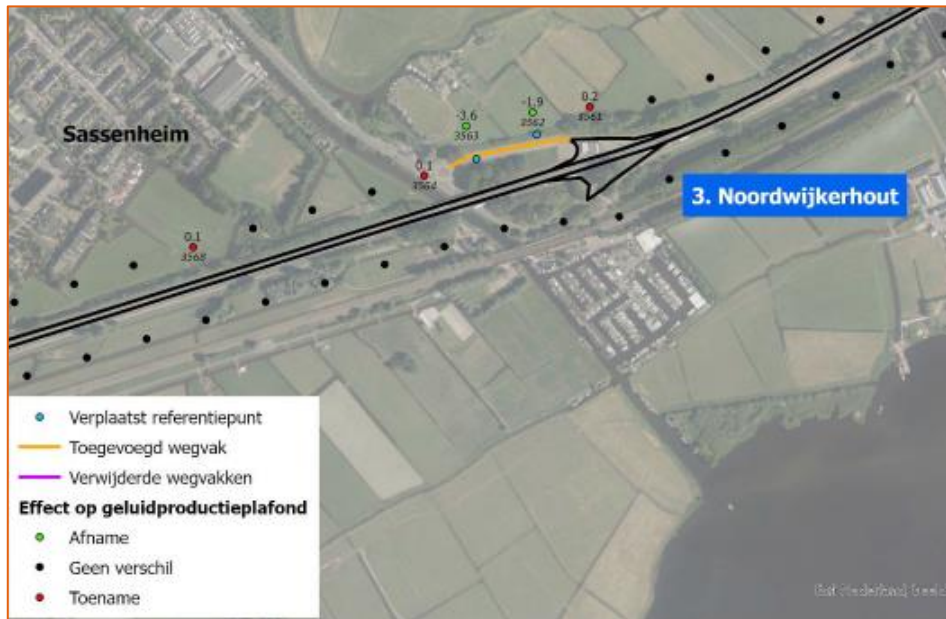 0.2
3561
-1.9
3562
-3.6
3563
Sassenheim
0.1
3564
3. Noordwijkerhout
0.1
3568
Verplaatst referentiepunt
Toegevoegd wegvak
Verwijderde wegvakken
Effect op geluidproductieplafond
Afname
Geen verschil
Toename